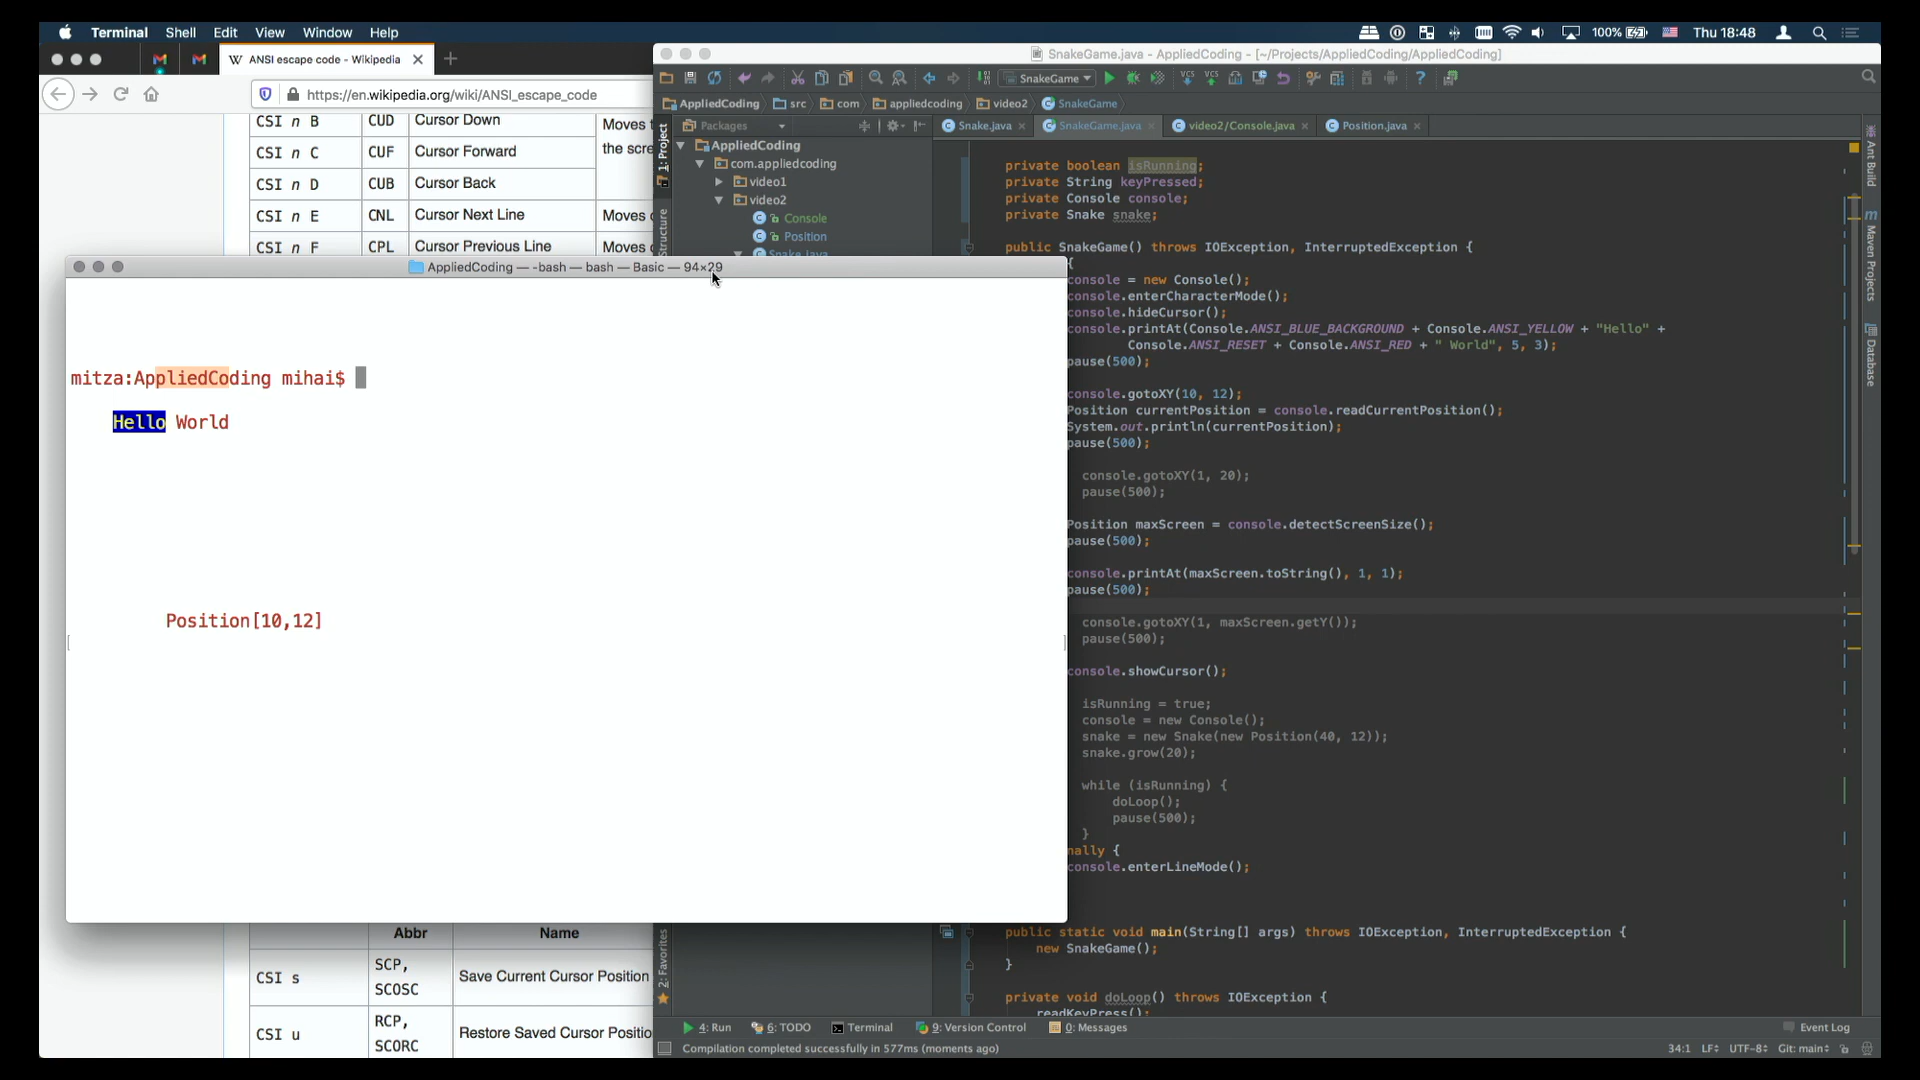 Terminal Shell Edit View Window Help
100% Thu 18:48
ANSI escape code - Wikipedia
https://en.wikipedia.org/wiki/ANSI_escape_code
CSI n B CUD Cursor Down Moves t
CSI n C CUF Cursor Forward the scre
CSI n D CUB Cursor Back
CSI n E CNL Cursor Next Line Moves c
CSI n F CPL Cursor Previous Line Moves c
SnakeGame.java - AppliedCoding - [~/Projects/AppliedCoding/AppliedCoding]
SnakeGame
AppliedCoding src com appliedcoding video2 SnakeGame
Packages
Snake.java SnakeGame.java video2/Console.java Position.java
1: Project
Structure
AppliedCoding
com.appliedcoding
video1
video2
Console
Position
Snake.java
AppliedCoding — -bash — bash — Basic — 94×29
mitza:AppliedCoding mihai$
Hello World
Position[10,12]
private boolean isRunning;
private String keyPressed;
private Console console;
private Snake snake;
public SnakeGame() throws IOException, InterruptedException {
{
console = new Console();
console.enterCharacterMode();
console.hideCursor();
console.printAt(Console.ANSI_BLUE_BACKGROUND + Console.ANSI_YELLOW + "Hello" +
Console.ANSI_RESET + Console.ANSI_RED + " World", 5, 3);
pause(500);
console.gotoXY(10, 12);
Position currentPosition = console.readCurrentPosition();
System.out.println(currentPosition);
pause(500);
console.gotoXY(1, 20);
pause(500);
Position maxScreen = console.detectScreenSize();
pause(500);
console.printAt(maxScreen.toString(), 1, 1);
pause(500);
console.gotoXY(1, maxScreen.getY());
pause(500);
console.showCursor();
isRunning = true;
console = new Console();
snake = new Snake(new Position(40, 12));
snake.grow(20);
while (isRunning) {
doLoop();
pause(500);
}
nally {
console.enterLineMode();
public static void main(String[] args) throws IOException, InterruptedException {
new SnakeGame();
}
private void doLoop() throws IOException {
readKeyPress();
Ant Build
Maven Projects
Database
Abbr Name
CSI s SCP, SCOSC Save Current Cursor Position
CSI u RCP, SCORC Restore Saved Cursor Positio
2: Favorites
4: Run 6: TODO Terminal 9: Version Control 0: Messages Event Log
Compilation completed successfully in 577ms (moments ago)
34:1 LF UTF-8 Git: main